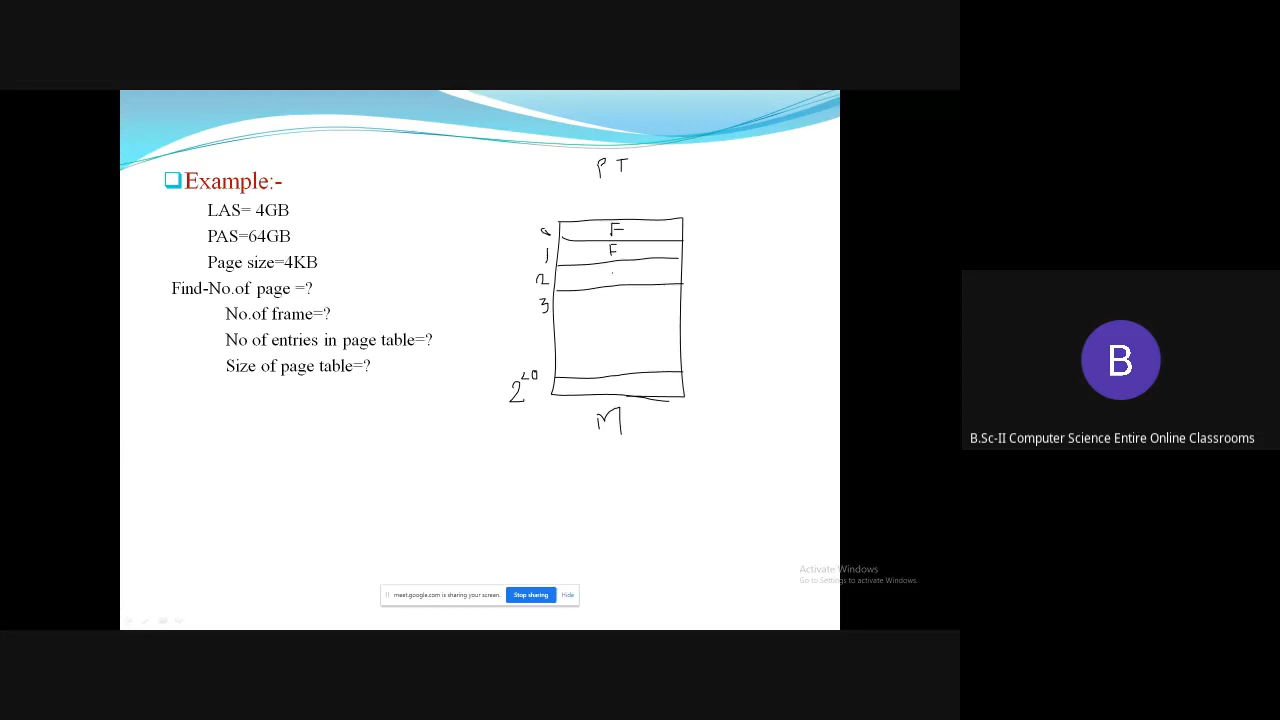 Example:-
LAS= 4GB
PAS=64GB
Page size=4KB
Find-No.of page =?
No.of frame=?
No of entries in page table=?
Size of page table=?
P T
0 F
1 F
2
3
2^20
M
B
B.Sc-II Computer Science Entire Online Classrooms
Activate Windows
Go to Settings to activate Windows.
meet.google.com is sharing your screen. Stop sharing Hide